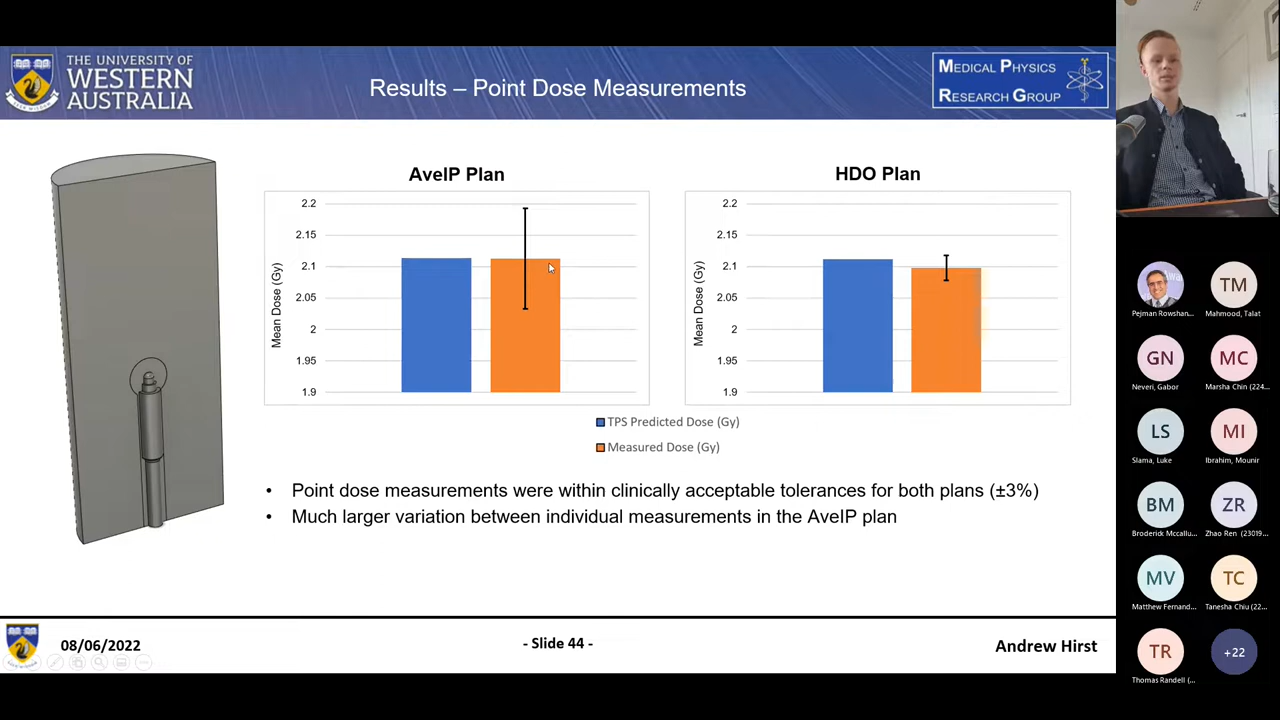 THE UNIVERSITY OF
WESTERN
AUSTRALIA
Results – Point Dose Measurements
MEDICAL PHYSICS
RESEARCH GROUP
AveIP Plan
2.2
2.15
2.1
2.05
2
1.95
1.9
Mean Dose (Gy)
HDO Plan
2.2
2.15
2.1
2.05
2
1.95
1.9
Mean Dose (Gy)
TPS Predicted Dose (Gy)
Measured Dose (Gy)
• Point dose measurements were within clinically acceptable tolerances for both plans (±3%)
• Much larger variation between individual measurements in the AveIP plan
08/06/2022
- Slide 44 -
Andrew Hirst
Pejman Rowshan...
TM
Mahmood, Talat
GN
Neveri, Gabor
MC
Marsha Chin (224...
LS
Slama, Luke
MI
Ibrahim, Mounir
BM
Broderick Mccallu...
ZR
Zhao Ren (23019...
MV
Matthew Fernand...
TC
Tanesha Chiu (22...
TR
Thomas Randell (...
+22